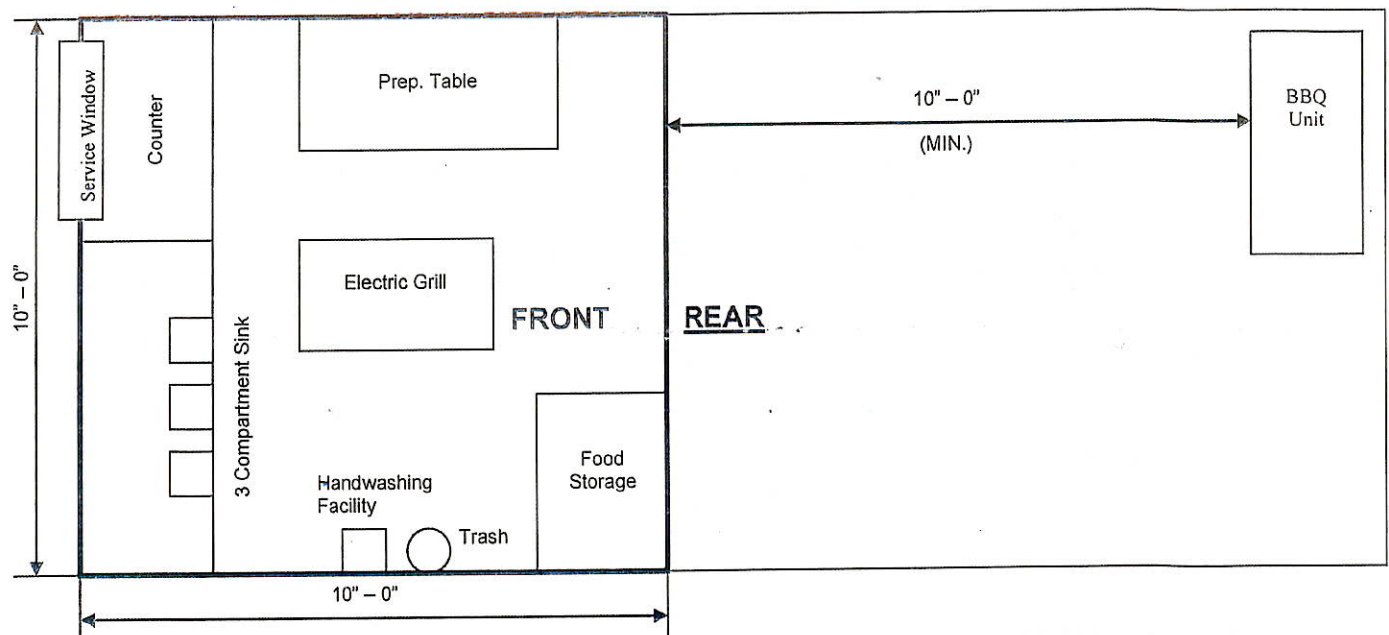 Service Window
Counter
Prep. Table
10" – 0"
(MIN.)
BBQ
Unit
10" – 0"
Electric Grill
FRONT
REAR
3 Compartment Sink
Handwashing
Facility
Trash
Food
Storage
10" – 0"